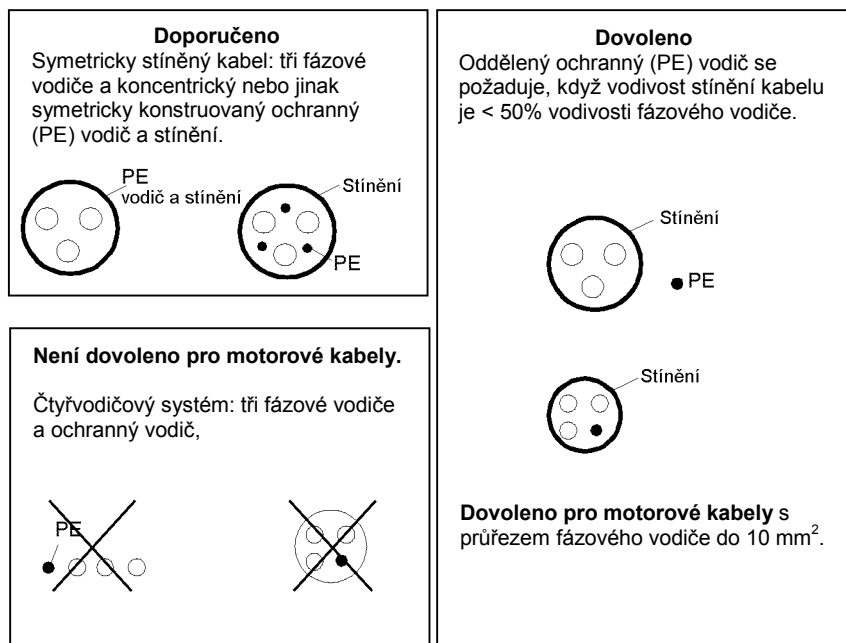 Doporučeno
Symetricky stíněný kabel: tři fázové
vodiče a koncentrický nebo jinak
symetricky konstruovaný ochranný
(PE) vodič a stínění.
PE
vodič a stínění
Stínění
PE
Není dovoleno pro motorové kabely.
Čtyřvodičový systém: tři fázové vodiče
a ochranný vodič,
PE
Dovoleno
Oddělený ochranný (PE) vodič se
požaduje, když vodivost stínění kabelu
je < 50% vodivosti fázového vodiče.
Stínění
PE
Stínění
Dovoleno pro motorové kabely s
průřezem fázového vodiče do 10 mm².